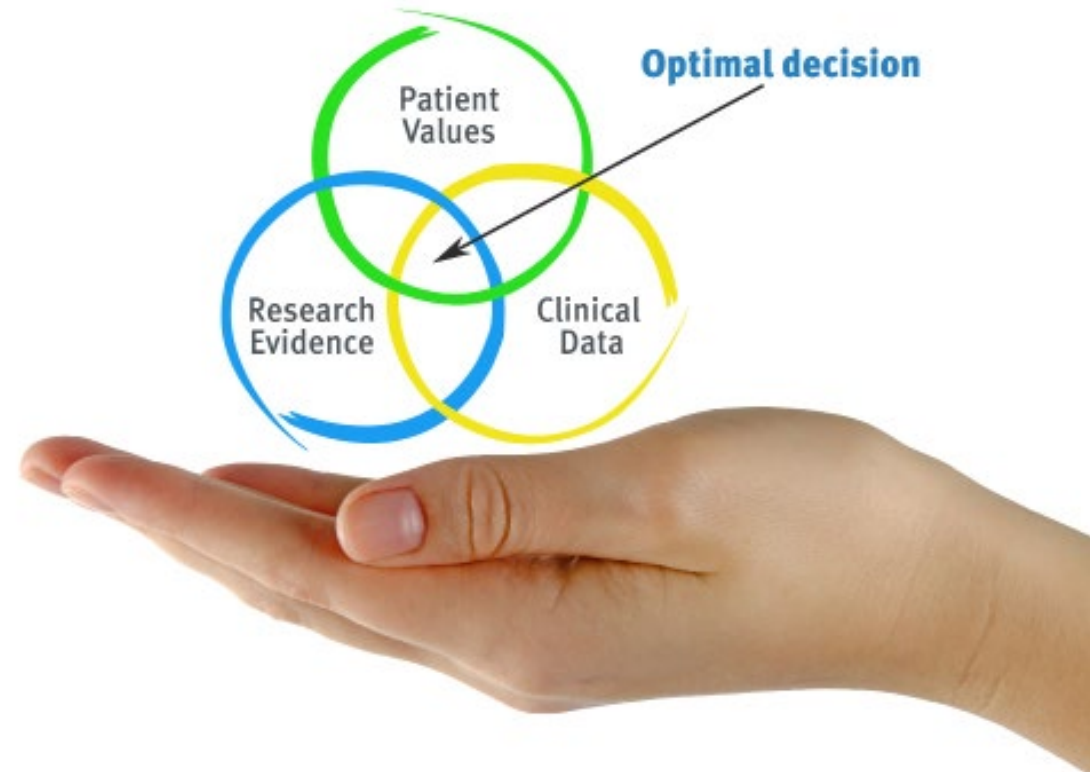 Optimal decision
Patient
Values
Research
Evidence
Clinical
Data